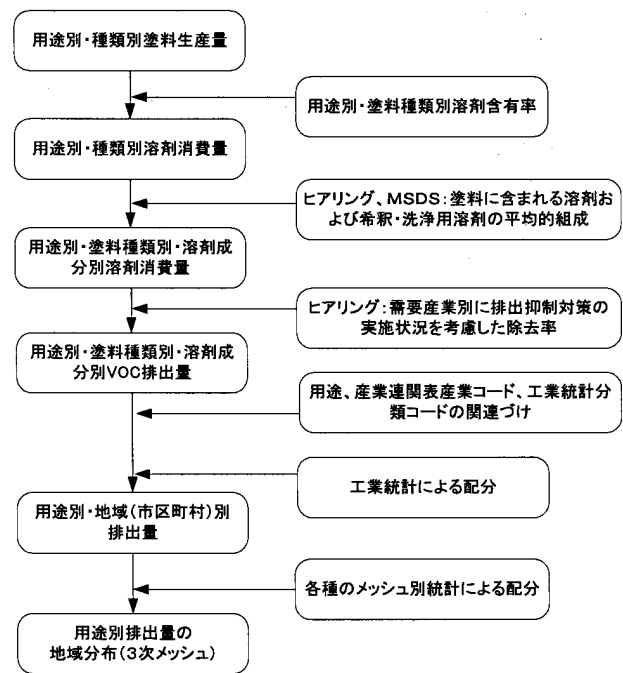 用途別・種類別塗料生産量
用途別・塗料種類別溶剤含有率
用途別・種類別溶剤消費量
ヒアリング、MSDS:塗料に含まれる溶剤お
よび希釈・洗浄用溶剤の平均的組成
用途別・塗料種類別・溶剤成
分別溶剤消費量
ヒアリング:需要産業別に排出抑制対策の
実施状況を考慮した除去率
用途別・塗料種類別・溶剤成
分別VOC排出量
用途、産業連関表産業コード、工業統計分
類コードの関連づけ
工業統計による配分
用途別・地域(市区町村)別
排出量
各種のメッシュ別統計による配分
用途別排出量の
地域分布(3次メッシュ)